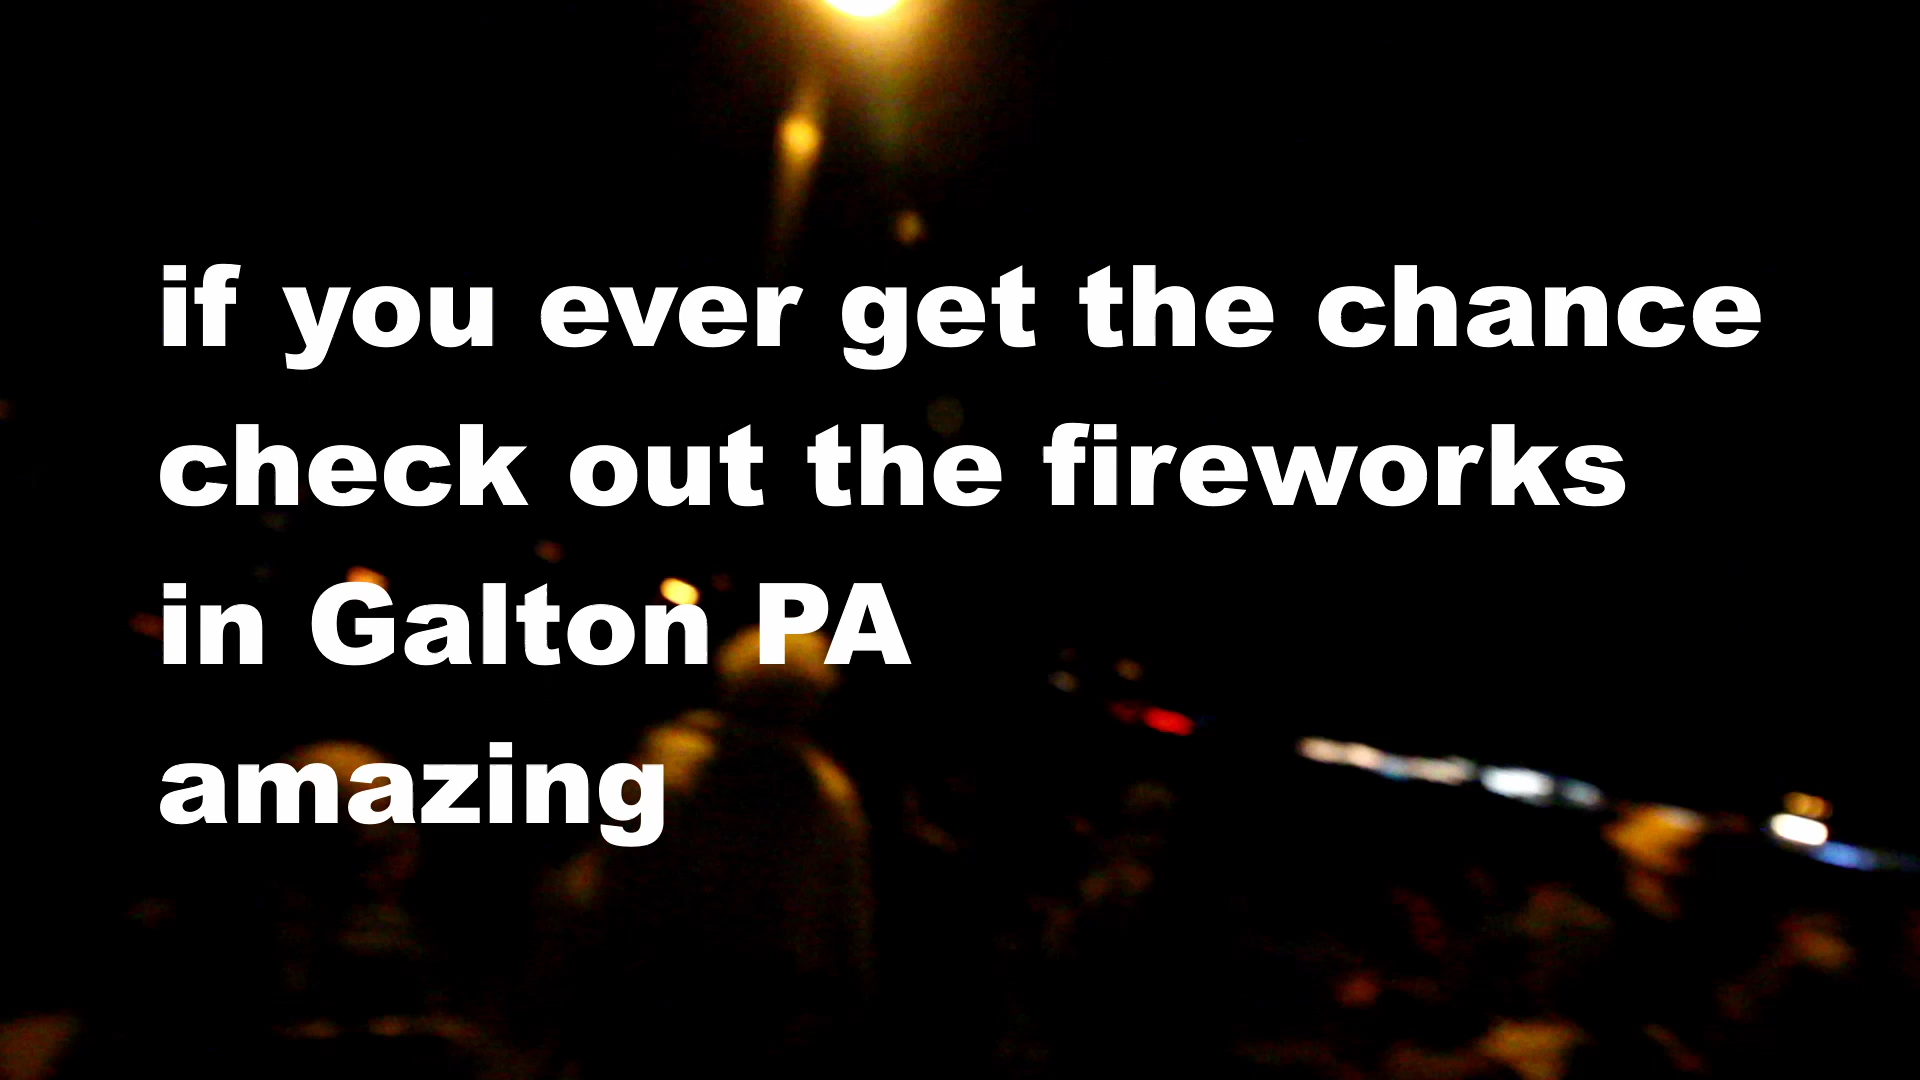 if you ever get the chance
check out the fireworks
in Galton PA
amazing